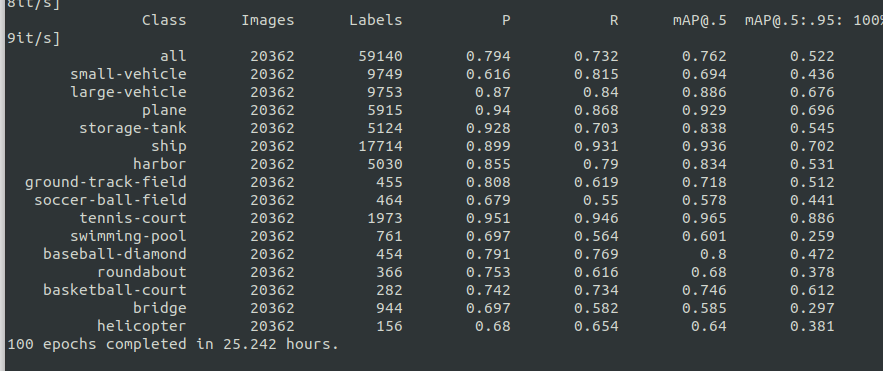 8it/s]
Class Images Labels P R mAP@.5 mAP@.5:.95: 100%
9it/s]
all 20362 59140 0.794 0.732 0.762 0.522
small-vehicle 20362 9749 0.616 0.815 0.694 0.436
large-vehicle 20362 9753 0.87 0.84 0.886 0.676
plane 20362 5915 0.94 0.868 0.929 0.696
storage-tank 20362 5124 0.928 0.703 0.838 0.545
ship 20362 17714 0.899 0.931 0.936 0.702
harbor 20362 5030 0.855 0.79 0.834 0.531
ground-track-field 20362 455 0.808 0.619 0.718 0.512
soccer-ball-field 20362 464 0.679 0.55 0.578 0.441
tennis-court 20362 1973 0.951 0.946 0.965 0.886
swimming-pool 20362 761 0.697 0.564 0.601 0.259
baseball-diamond 20362 454 0.791 0.769 0.8 0.472
roundabout 20362 366 0.753 0.616 0.68 0.378
basketball-court 20362 282 0.742 0.734 0.746 0.612
bridge 20362 944 0.697 0.582 0.585 0.297
helicopter 20362 156 0.68 0.654 0.64 0.381
100 epochs completed in 25.242 hours.